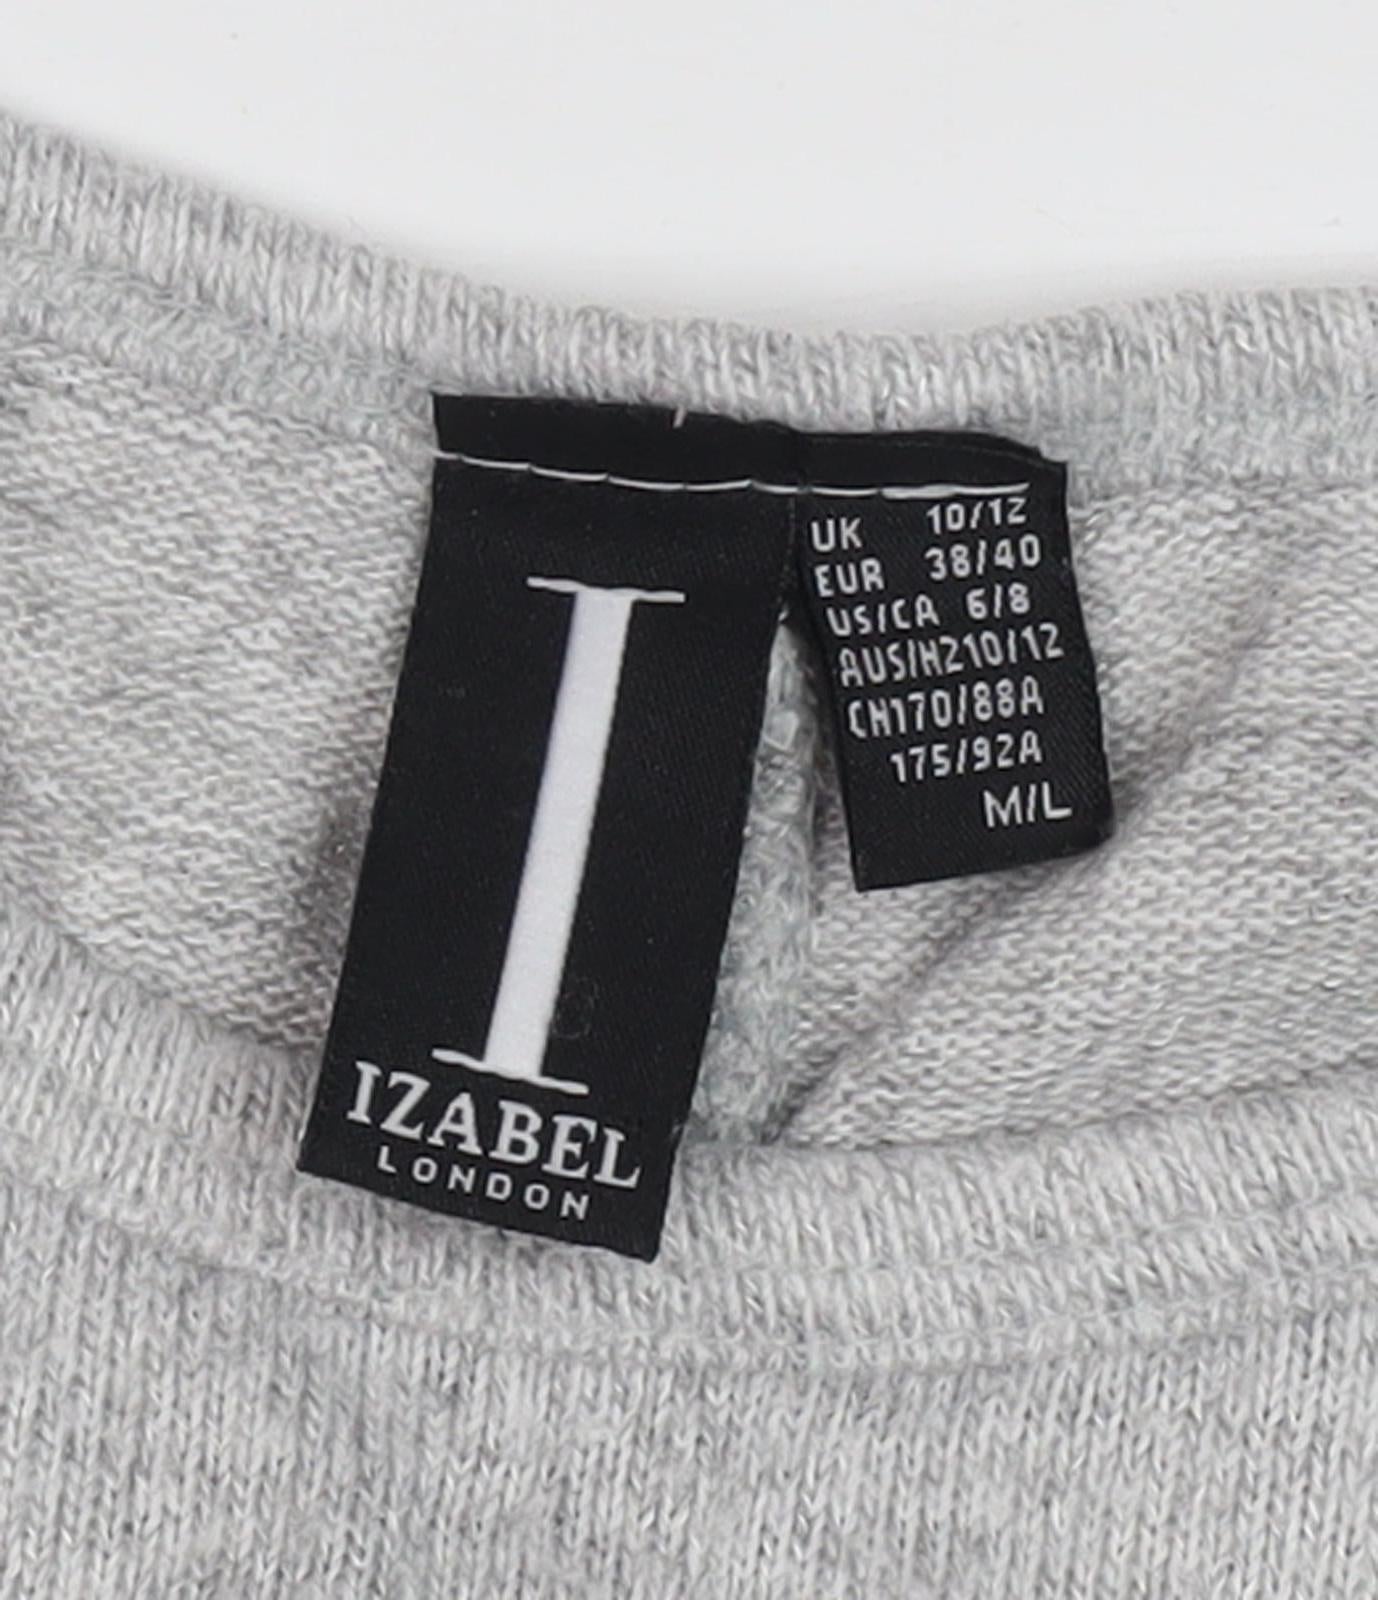 I
IZABEL
LONDON
UK 10/12
EUR 38/40
US/CA 6/8
AUS/NZ10/12
CN170/88A
175/92A
M/L